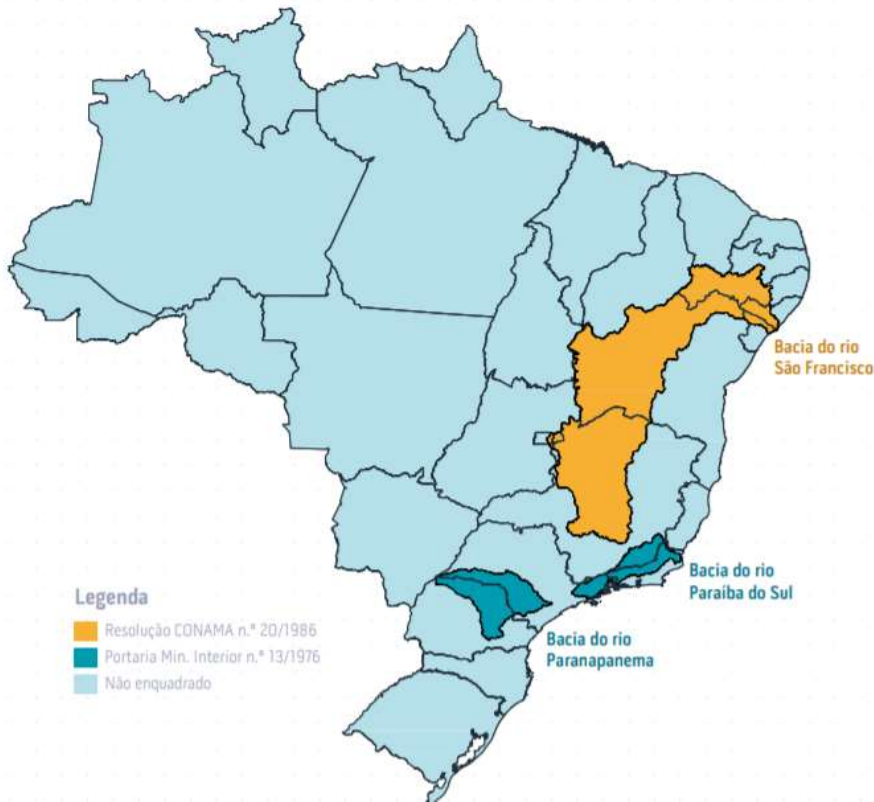 Bacia do rio
São Francisco
Bacia do rio
Paraíba do Sul
Bacia do rio
Paranapanema
Legenda
Resolução CONAMA n.º 20/1986
Portaria Min. Interior n.º 13/1976
Não enquadrado